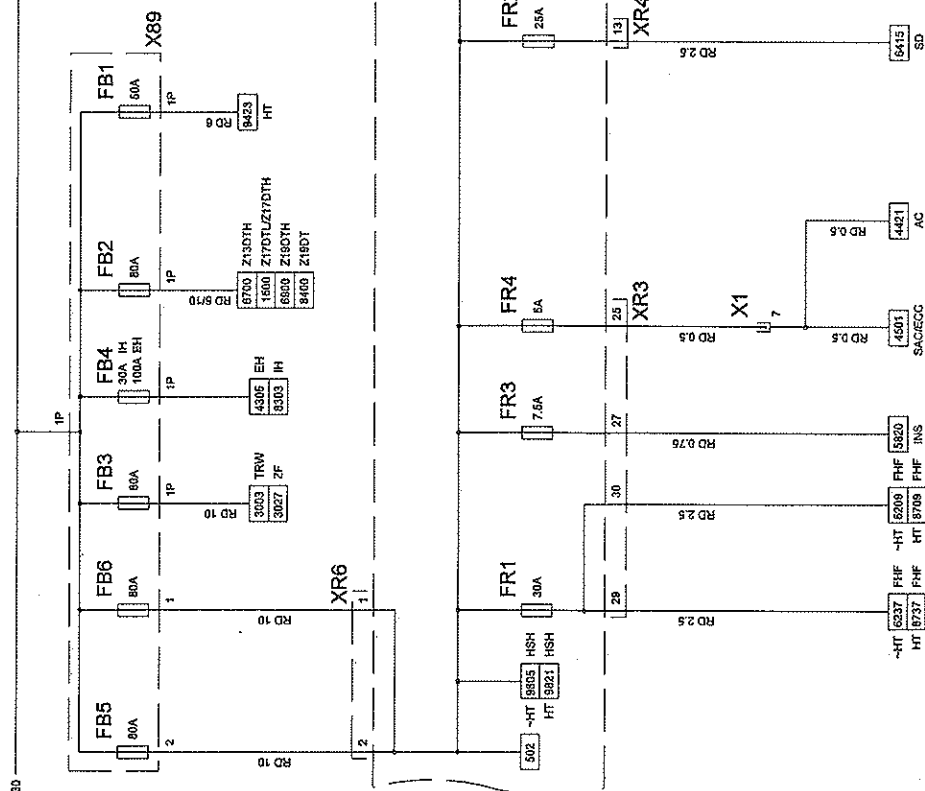 30
X89
1P
FB5
80A
2
RD 10
FB6
80A
1
RD 10
FB3
80A
1P
RD 10
3003 TRW
3027 ZF
FB4
30A IH
100A EH
1P
4305 EH
8303 IH
FB2
80A
1P
RD 6/10
6700 Z13DTH
1500 Z17DTL/Z17DTH
6900 Z19DTH
8400 Z19DT
FB1
1P
RD 6
9423
HT
XR6
2
1
502
~HT 9805 HSH
HT 9821 HSH
FR1
30A
29
30
RD 2.5
RD 2.5
~HT 6237 FHF
HT 8737 FHF
~HT 6209 FHF
HT 8709 FHF
FR3
7.5A
27
RD 0.75
5820
INS
FR4
5A
25
XR3
RD 0.5
X1
7
RD 0.5
4501
SAC/ECC
RD 0.5
4421
AC
25A
13
XR4
RD 2.5
6415
SD